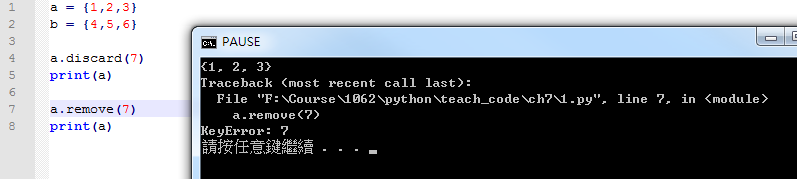 1 a = {1,2,3}
2 b = {4,5,6}
3
4 a.discard(7)
5 print(a)
6
7 a.remove(7)
8 print(a)
C:\. PAUSE
{1, 2, 3}
Traceback (most recent call last):
  File "F:\Course\1062\python\teach_code\ch7\1.py", line 7, in <module>
    a.remove(7)
KeyError: 7
請按任意鍵繼續 . . . _